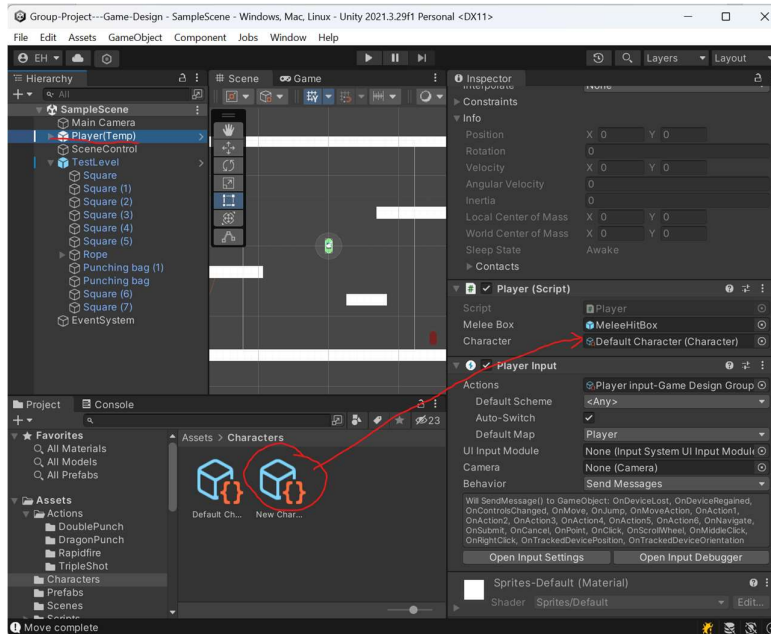 Group-Project---Game-Design - SampleScene - Windows, Mac, Linux - Unity 2021.3.29f1 Personal <DX11>
File Edit Assets GameObject Component Jobs Window Help
EH
Layers
Layout
Hierarchy
All
SampleScene
Main Camera
Player(Temp)
SceneControl
TestLevel
Square
Square (1)
Square (2)
Square (3)
Square (4)
Square (5)
Rope
Punching bag (1)
Punching bag
Square (6)
Square (7)
EventSystem
Scene
Game
Inspector
Interpolate None
Constraints
Info
Position X 0 Y 0
Rotation 0
Velocity X 0 Y 0
Angular Velocity 0
Inertia 0
Local Center of Mass X 0 Y 0
World Center of Mass X 0 Y 0
Sleep State Awake
Contacts
Player (Script)
Script Player
Melee Box MeleeHitBox
Character Default Character (Character)
Player Input
Actions Player input-Game Design Group
Default Scheme <Any>
Auto-Switch
Default Map Player
UI Input Module None (Input System UI Input Module
Camera None (Camera)
Behavior Send Messages
Will SendMessage() to GameObject: OnDeviceLost, OnDeviceRegained,
OnControlsChanged, OnMove, OnJump, OnMoveAction, OnAction1,
OnAction2, OnAction3, OnAction4, OnAction5, OnAction6, OnNavigate,
OnSubmit, OnCancel, OnPoint, OnClick, OnScrollWheel, OnMiddleClick,
OnRightClick, OnTrackedDevicePosition, OnTrackedDeviceOrientation
Open Input Settings
Open Input Debugger
Sprites-Default (Material)
Shader Sprites/Default
Edit...
Project
Console
23
Favorites
All Materials
All Models
All Prefabs
Assets
Actions
DoublePunch
DragonPunch
Rapidfire
TripleShot
Characters
Prefabs
Scenes
Scripts
Assets > Characters
Default Ch...
New Char...
Move complete